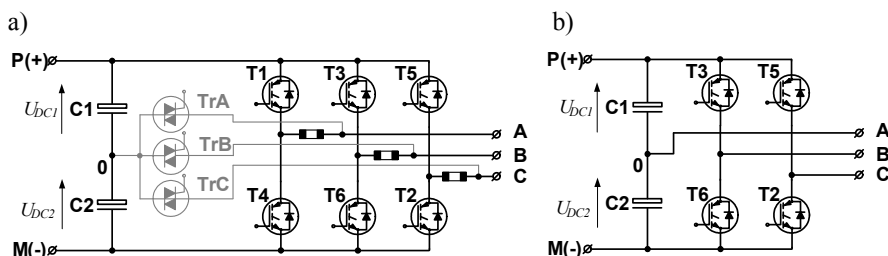 a)
b)
P(+)
T1
T3
T5
TrA
U_DC1
C1
TrB
0
TrC
A
B
C
U_DC2
C2
T4
T6
T2
M(-)
P(+)
T3
T5
U_DC1
C1
A
0
B
C
U_DC2
C2
T6
T2
M(-)